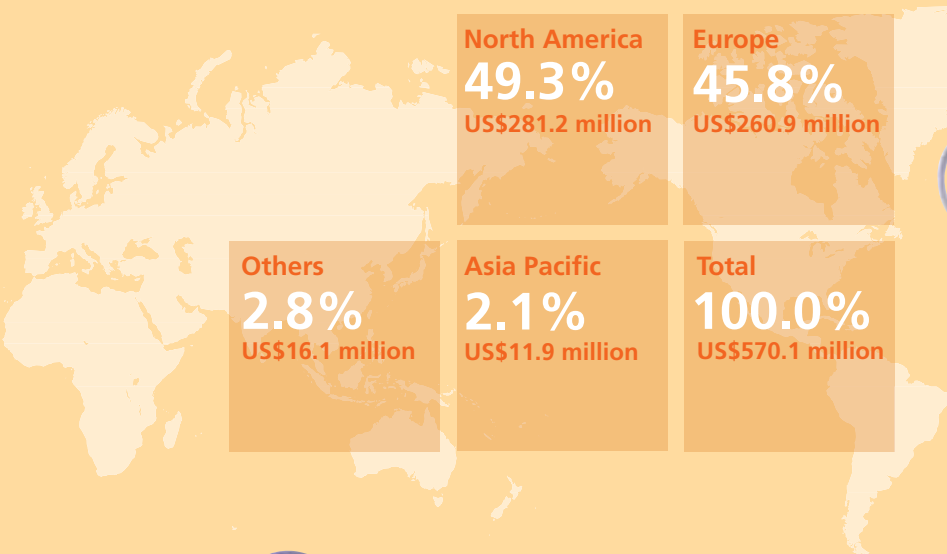 North America
49.3%
US$281.2 million
Europe
45.8%
US$260.9 million
Others
2.8%
US$16.1 million
Asia Pacific
2.1%
US$11.9 million
Total
100.0%
US$570.1 million